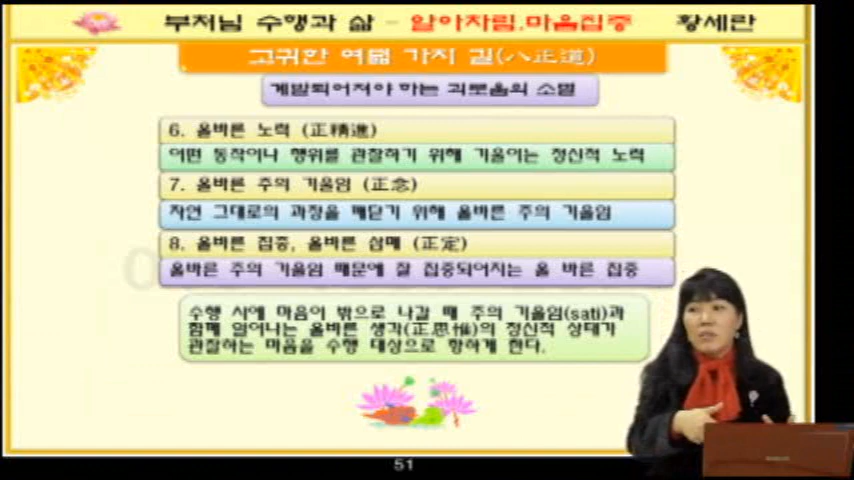 부처님 수행과 삶 - 알아차림.마음집중 황세란
고귀한 여덟 가지 길(八正道)
계발되어져야 하는 괴로움의 소멸
6. 올바른 노력 (正精進)
어떤 동작이나 행위를 관찰하기 위해 기울이는 정신적 노력
7. 올바른 주의 기울임 (正念)
자연 그대로의 과정을 깨닫기 위해 올바른 주의 기울임
8. 올바른 집중, 올바른 삼매 (正定)
올바른 주의 기울임 때문에 잘 집중되어지는 올 바른 집중
수행 시에 마음이 밖으로 나갈 때 주의 기울임(sati)과
함께 일어나는 올바른 생각(正思惟)의 정신적 상태가
관찰하는 마음을 수행 대상으로 향하게 한다.
51